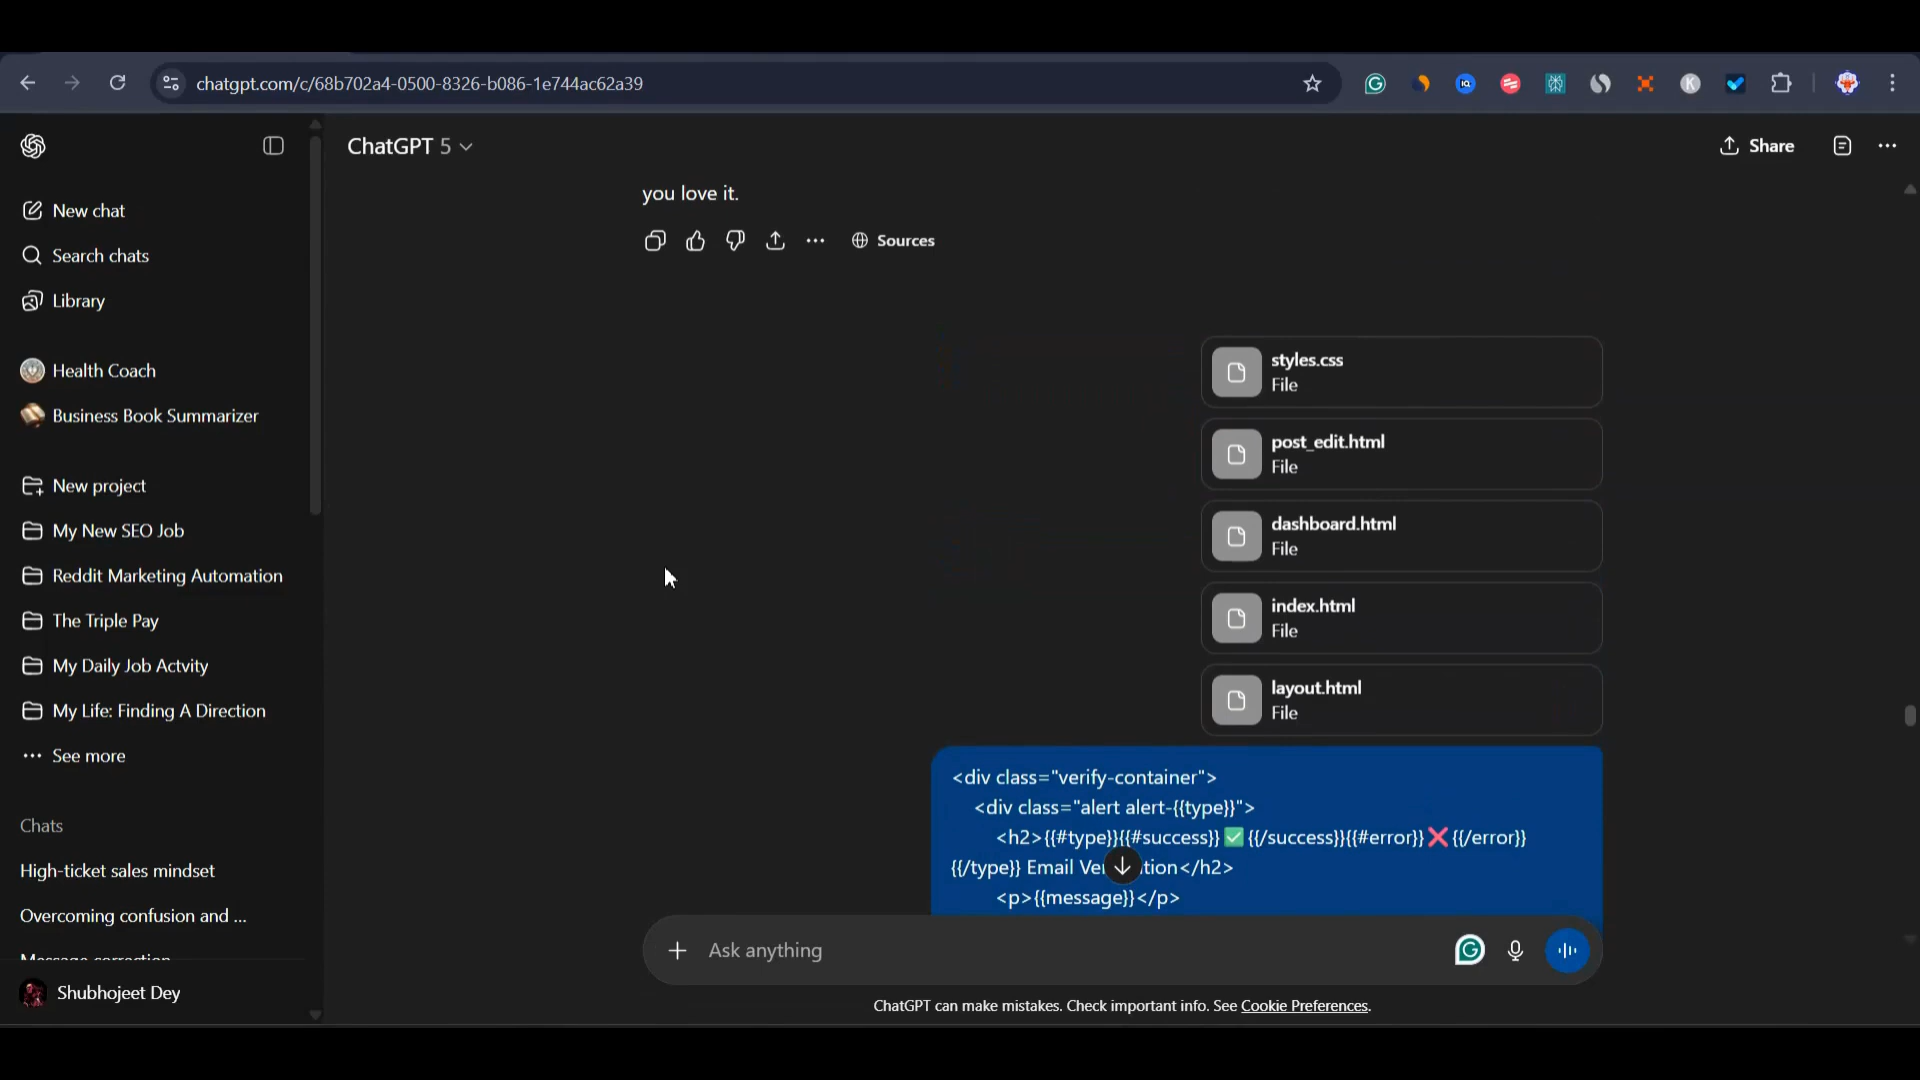 chatgpt.com/c/68b702a4-0500-8326-b086-1e744ac62a39
ChatGPT 5
Share
New chat
Search chats
Library
Health Coach
Business Book Summarizer
New project
My New SEO Job
Reddit Marketing Automation
The Triple Pay
My Daily Job Actvity
My Life: Finding A Direction
See more
Chats
High-ticket sales mindset
Overcoming confusion and ...
Message correction
Shubhojeet Dey
you love it.
Sources
styles.css
File
post_edit.html
File
dashboard.html
File
index.html
File
layout.html
File
<div class="verify-container">
<div class="alert alert-{{type}}">
<h2>{{#type}}{{#success}}✅{{/success}}{{#error}}❌{{/error}}
{{/type}} Email Ve tion</h2>
<p>{{message}}</p>
Ask anything
ChatGPT can make mistakes. Check important info. See Cookie Preferences.